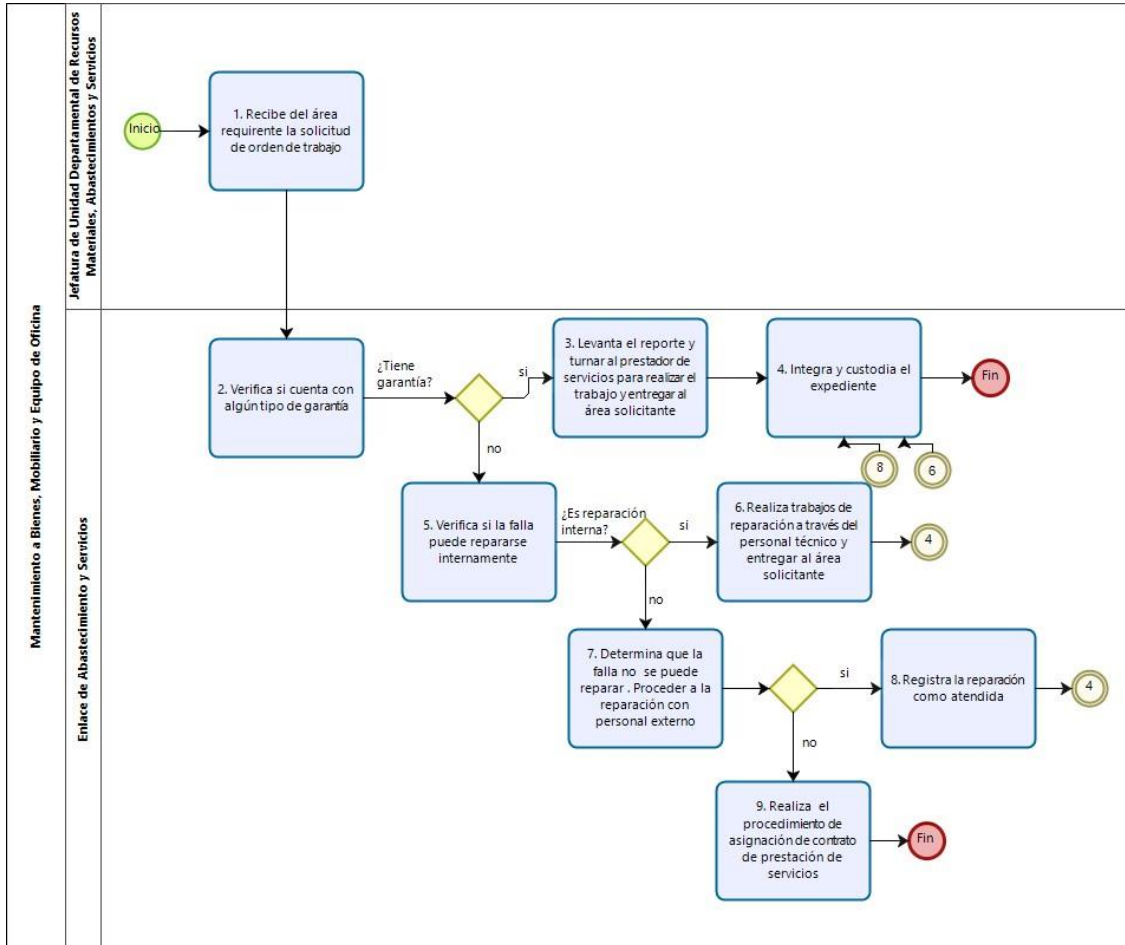 Mantenimiento a Bienes, Mobiliario y Equipo de Oficina
Jefatura de Unidad Departamental de Recursos
Materiales, Abastecimientos y Servicios
Inicio
1. Recibe del área
requirente la solicitud
de orden de trabajo
Enlace de Abastecimiento y Servicios
2. Verifica si cuenta con
algún tipo de garantía
¿Tiene
garantía?
si
3. Levanta el reporte y
turnar al prestador de
servicios para realizar el
trabajo y entregar al
área solicitante
4. Integra y custodia el
expediente
Fin
8
6
no
5. Verifica si la falla
puede repararse
internamente
¿Es reparación
interna?
si
6. Realiza trabajos de
reparación a través del
personal técnico y
entregar al área
solicitante
4
no
7. Determina que la
falla no se puede
reparar . Proceder a la
reparación con
personal externo
si
8. Registra la reparación
como atendida
4
no
9. Realiza el
procedimiento de
asignación de contrato
de prestación de
servicios
Fin